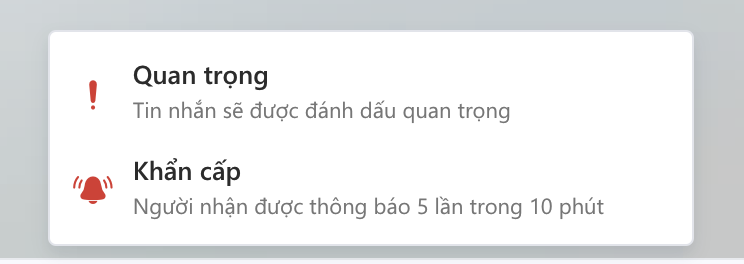 Quan trọng
Tin nhắn sẽ được đánh dấu quan trọng
Khẩn cấp
Người nhận được thông báo 5 lần trong 10 phút